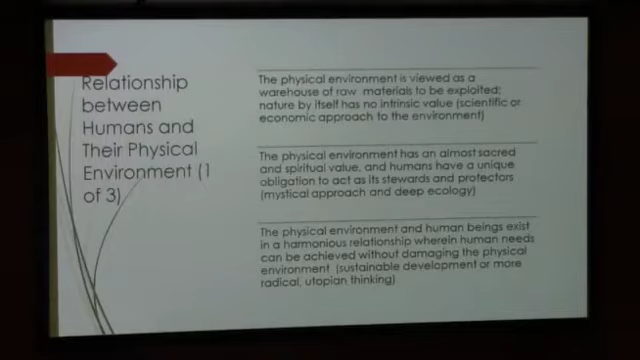 Relationship
between
Humans and
Their Physical
Environment (1
of 3)
The physical environment is viewed as a
warehouse of raw materials to be exploited;
nature by itself has no intrinsic value (scientific or
economic approach to the environment)
The physical environment has an almost sacred
and spiritual value, and humans have a unique
obligation to act as its stewards and protectors
(mystical approach and deep ecology)
The physical environment and human beings exist
in a harmonious relationship wherein human needs
can be achieved without damaging the physical
environment (sustainable development or more
radical, utopian thinking)